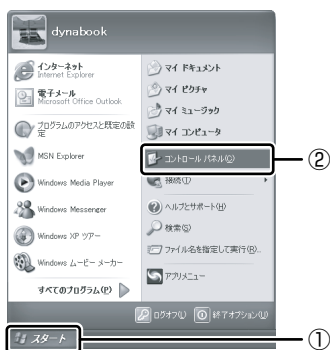 dynabook
インターネット
Internet Explorer
電子メール
Microsoft Office Outlook
プログラムのアクセスと既定の設
定
MSN Explorer
Windows Media Player
Windows Messenger
Windows XP ツアー
Windows ムービー メーカー
すべてのプログラム(P)
マイ ドキュメント
マイ ピクチャ
マイ ミュージック
マイ コンピュータ
コントロール パネル(C)
②
接続(T)
ヘルプとサポート(H)
検索(S)
ファイル名を指定して実行(R)...
アプリメニュー
ログオフ(L)
終了オプション(U)
スタート
①